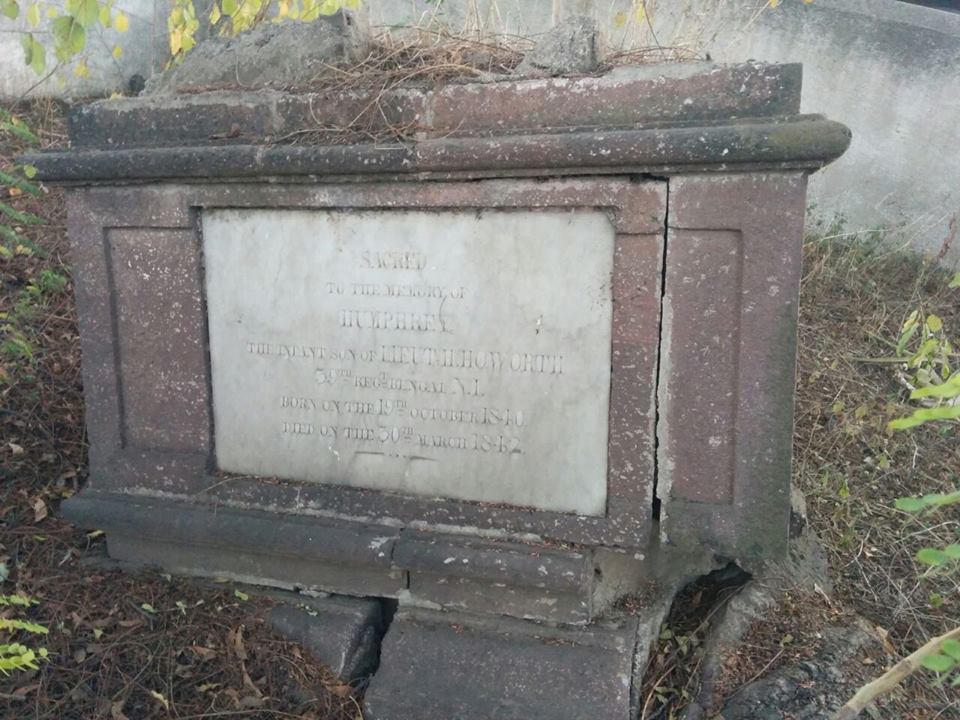 SACRED
TO THE MEMORY OF
HUMPHREY
THE INFANT SON OF LIEUT. H. HOWORTH
39TH REGT BENGAL N.I.
BORN ON THE 19TH OCTOBER 1840
DIED ON THE 30TH MARCH 1842